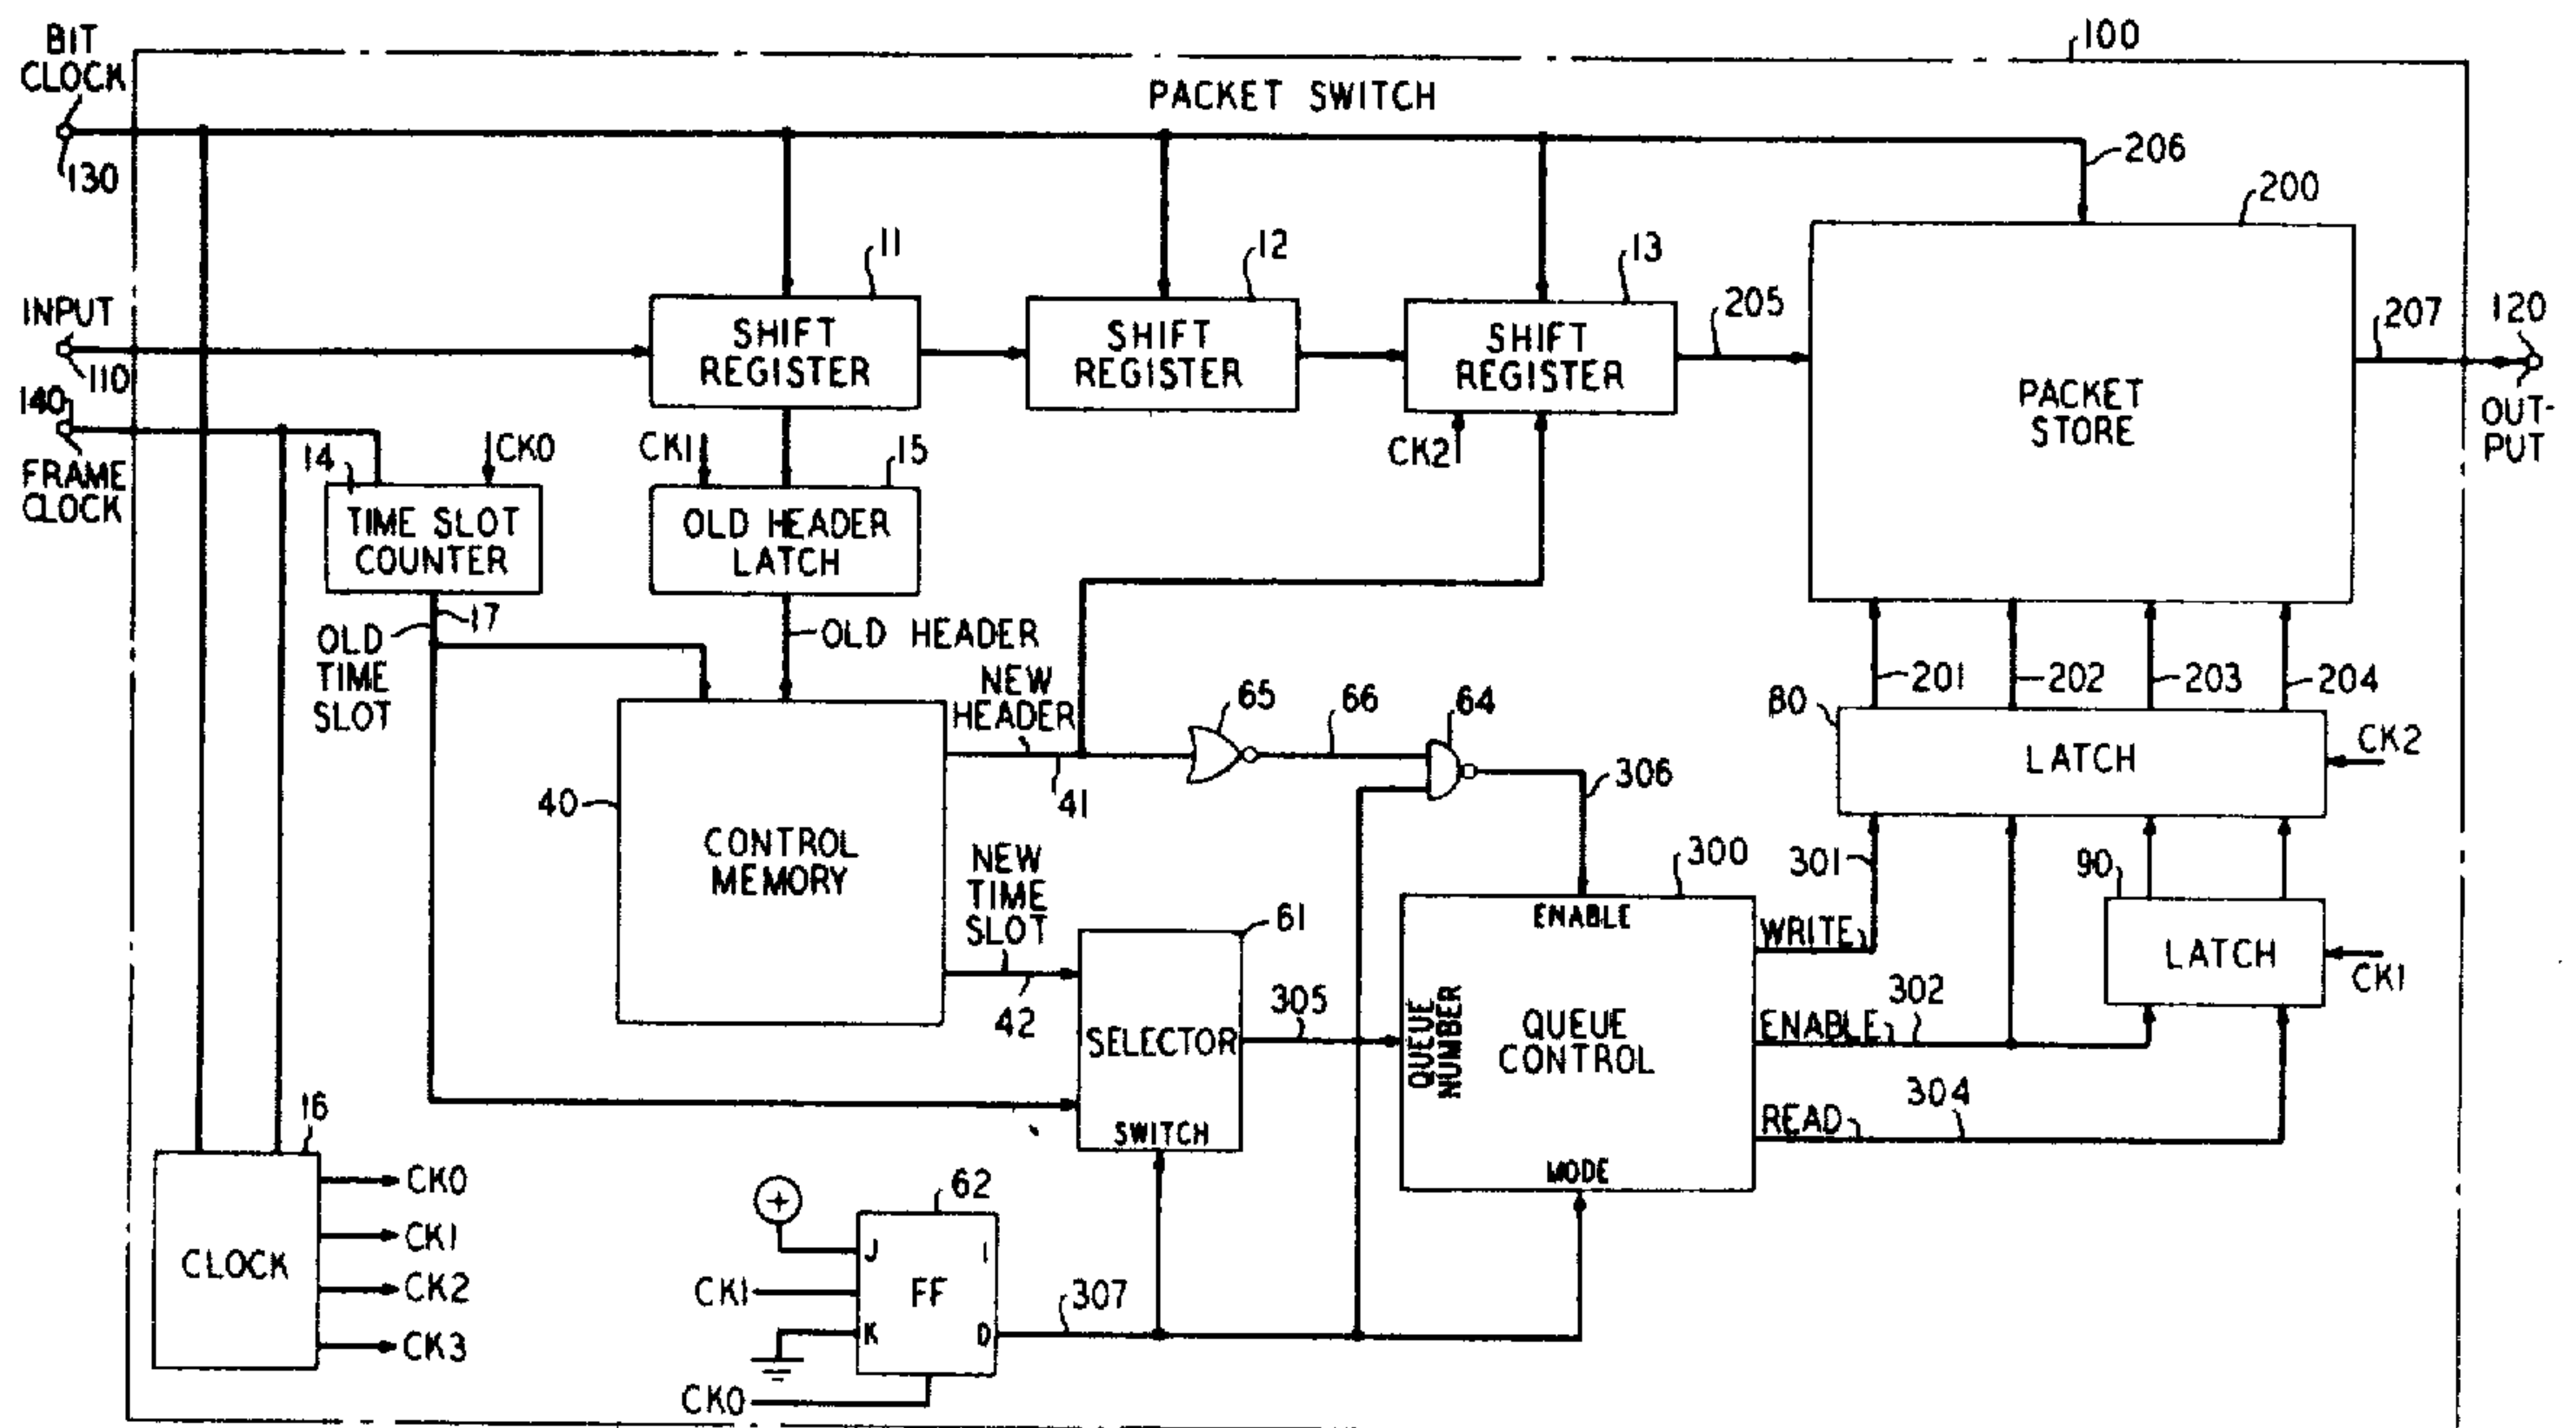 BIT
CLOCK
130
100
PACKET SWITCH
206
200
11
12
13
INPUT
110
SHIFT
REGISTER
SHIFT
REGISTER
SHIFT
REGISTER
205
PACKET
STORE
207
120
OUT-
PUT
140
FRAME
CLOCK
14
CK0
CK1
15
CK2
TIME SLOT
COUNTER
OLD HEADER
LATCH
17
OLD
TIME
SLOT
OLD HEADER
NEW
HEADER
41
65
66
64
306
201
202
203
204
80
LATCH
CK2
40
CONTROL
MEMORY
NEW
TIME
SLOT
42
61
SELECTOR
SWITCH
305
300
ENABLE
QUEUE
NUMBER
QUEUE
CONTROL
MODE
WRITE
301
ENABLE
302
READ
304
90
LATCH
CK1
16
CLOCK
CK0
CK1
CK2
CK3
+
62
J
1
CK1
FF
K
D
307
CK0